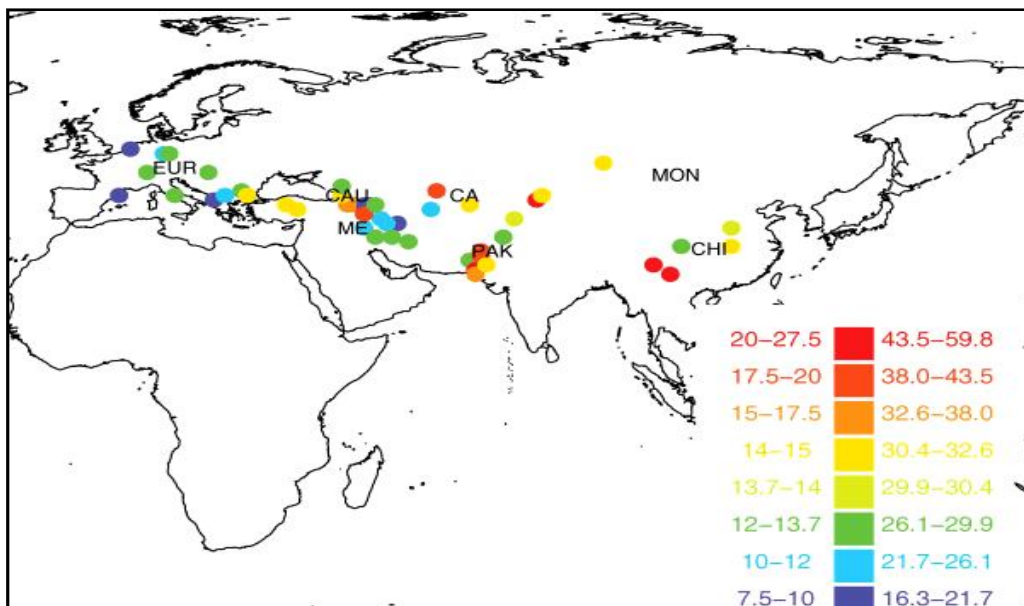 EUR
CAU
CA
MON
ME
PAK
CHI
20–27.5 43.5–59.8
17.5–20 38.0–43.5
15–17.5 32.6–38.0
14–15 30.4–32.6
13.7–14 29.9–30.4
12–13.7 26.1–29.9
10–12 21.7–26.1
7.5–10 16.3–21.7